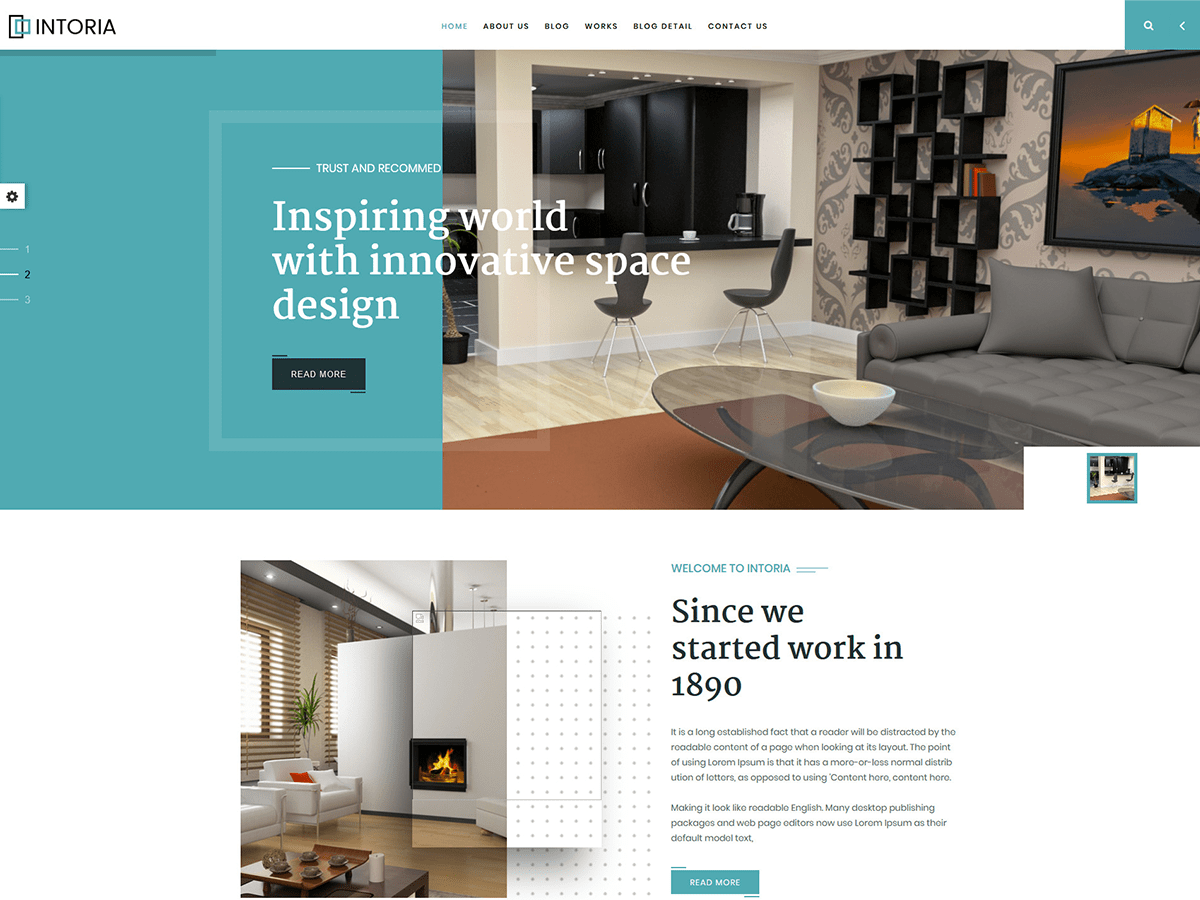 INTORIA
HOME ABOUT US BLOG WORKS BLOG DETAIL CONTACT US
TRUST AND RECOMMED
Inspiring world
with innovative space
design
READ MORE
1
2
3
WELCOME TO INTORIA
Since we
started work in
1890
It is a long established fact that a reader will be distracted by the
readable content of a page when looking at its layout. The point
of using Lorem Ipsum is that it has a more-or-less normal distrib
ution of letters, as opposed to using 'Content here, content here.
Making it look like readable English. Many desktop publishing
packages and web page editors now use Lorem Ipsum as their
default model text,
READ MORE